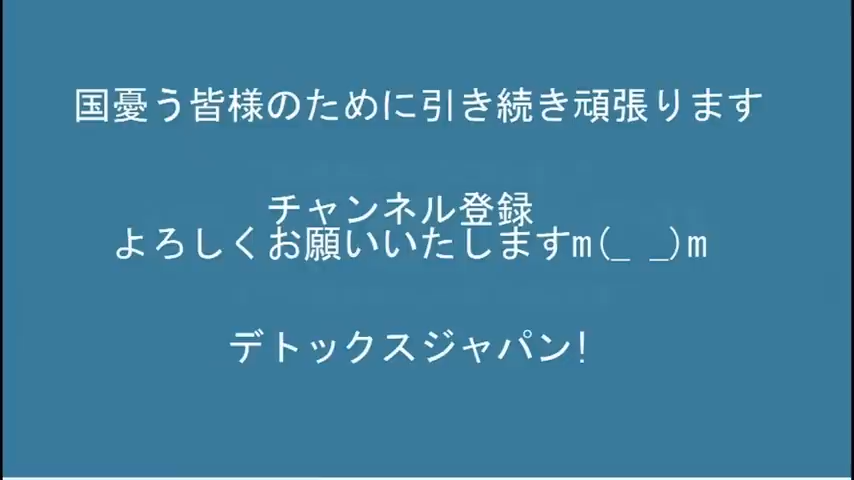 国憂う皆様のために引き続き頑張ります
チャンネル登録
よろしくお願いいたしますm(_ _)m
デトックスジャパン!